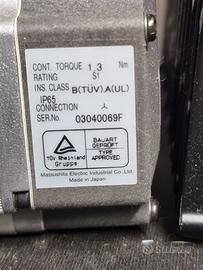 CONT. TORQUE 1,3 Nm
RATING S1
INS. CLASS B(TÜV),A(UL)
IP65
CONNECTION
SER.No. 03040069F
TÜV Rheinland
Gruppe
BAUART
GEPRÜFT
TYPE
APPROVED
Matsushita Electric Industrial Co.,Ltd.
Made in Japan
subito